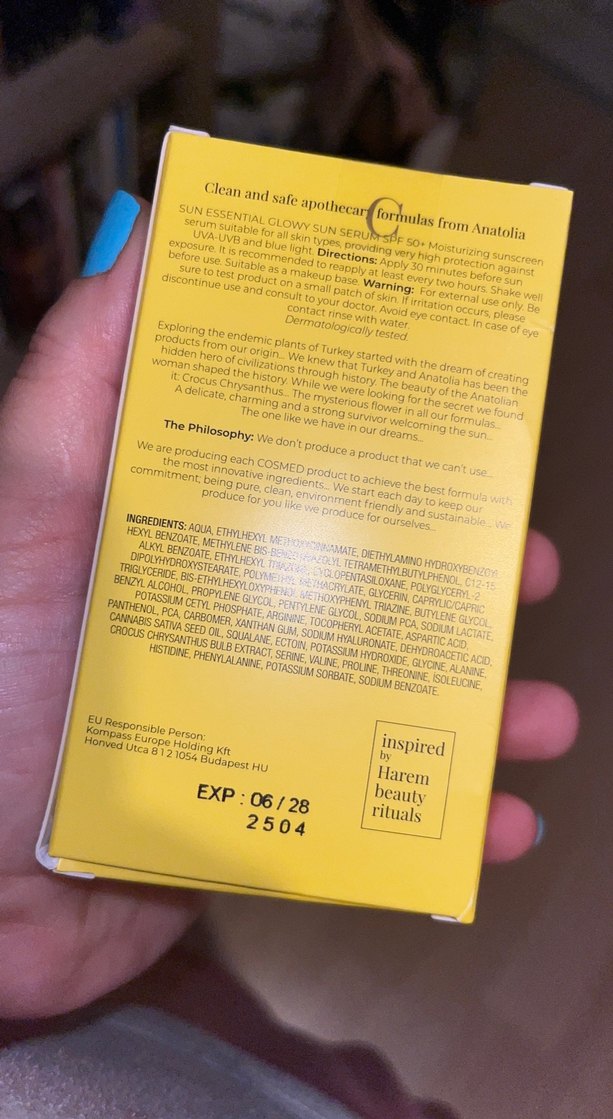 Clean and safe apothecary formulas from Anatolia
C
SUN ESSENTIAL GLOWY SUN SERUM SPF 50+ Moisturizing sunscreen
serum suitable for all skin types, providing very high protection against
UVA-UVB and blue light. Directions: Apply 30 minutes before sun
exposure. It is recommended to reapply at least every two hours. Shake well
before use. Suitable as a makeup base. Warning: For external use only. Be
sure to test product on a small patch of skin. If irritation occurs, please
discontinue use and consult to your doctor. Avoid eye contact. In case of eye
contact rinse with water.
Dermatologically tested.
Exploring the endemic plants of Turkey started with the dream of creating
products from our origin... We knew that Turkey and Anatolia has been the
hidden hero of civilizations through history. The beauty of the Anatolian
woman shaped the history. While we were looking for the secret we found
it: Crocus Chrysanthus... The mysterious flower in all our formulas...
A delicate, charming and a strong survivor welcoming the sun...
The one like we have in our dreams...
The Philosophy: We don't produce a product that we can't use...
We are producing each COSMED product to achieve the best formula with
the most innovative ingredients... We start each day to keep our
commitment; being pure, clean, environment friendly and sustainable... We
produce for you like we produce for ourselves...
INGREDIENTS: AQUA, ETHYLHEXYL METHOXYCINNAMATE, DIETHYLAMINO HYDROXYBENZOYL
HEXYL BENZOATE, METHYLENE BIS-BENZOTRIAZOLYL TETRAMETHYLBUTYLPHENOL, C12-15
ALKYL BENZOATE, ETHYLHEXYL TRIAZONE, CYCLOPENTASILOXANE, POLYGLYCERYL-2
DIPOLYHYDROXYSTEARATE, POLYMETHYL METHACRYLATE, GLYCERIN, CAPRYLIC/CAPRIC
TRIGLYCERIDE, BIS-ETHYLHEXYLOXYPHENOL METHOXYPHENYL TRIAZINE, BUTYLENE GLYCOL,
BENZYL ALCOHOL, PROPYLENE GLYCOL, PENTYLENE GLYCOL, SODIUM PCA, SODIUM LACTATE,
POTASSIUM CETYL PHOSPHATE, ARGININE, TOCOPHERYL ACETATE, ASPARTIC ACID,
PANTHENOL, PCA, CARBOMER, XANTHAN GUM, SODIUM HYALURONATE, DEHYDROACETIC ACID,
CANNABIS SATIVA SEED OIL, SQUALANE, ECTOIN, POTASSIUM HYDROXIDE, GLYCINE, ALANINE,
CROCUS CHRYSANTHUS BULB EXTRACT, SERINE, VALINE, PROLINE, THREONINE, ISOLEUCINE,
HISTIDINE, PHENYLALANINE, POTASSIUM SORBATE, SODIUM BENZOATE.
EU Responsible Person:
Kompass Europe Holding Kft
Honved Utca 8 1 2 1054 Budapest HU
EXP : 06/28
2504
inspired
by
Harem
beauty
rituals